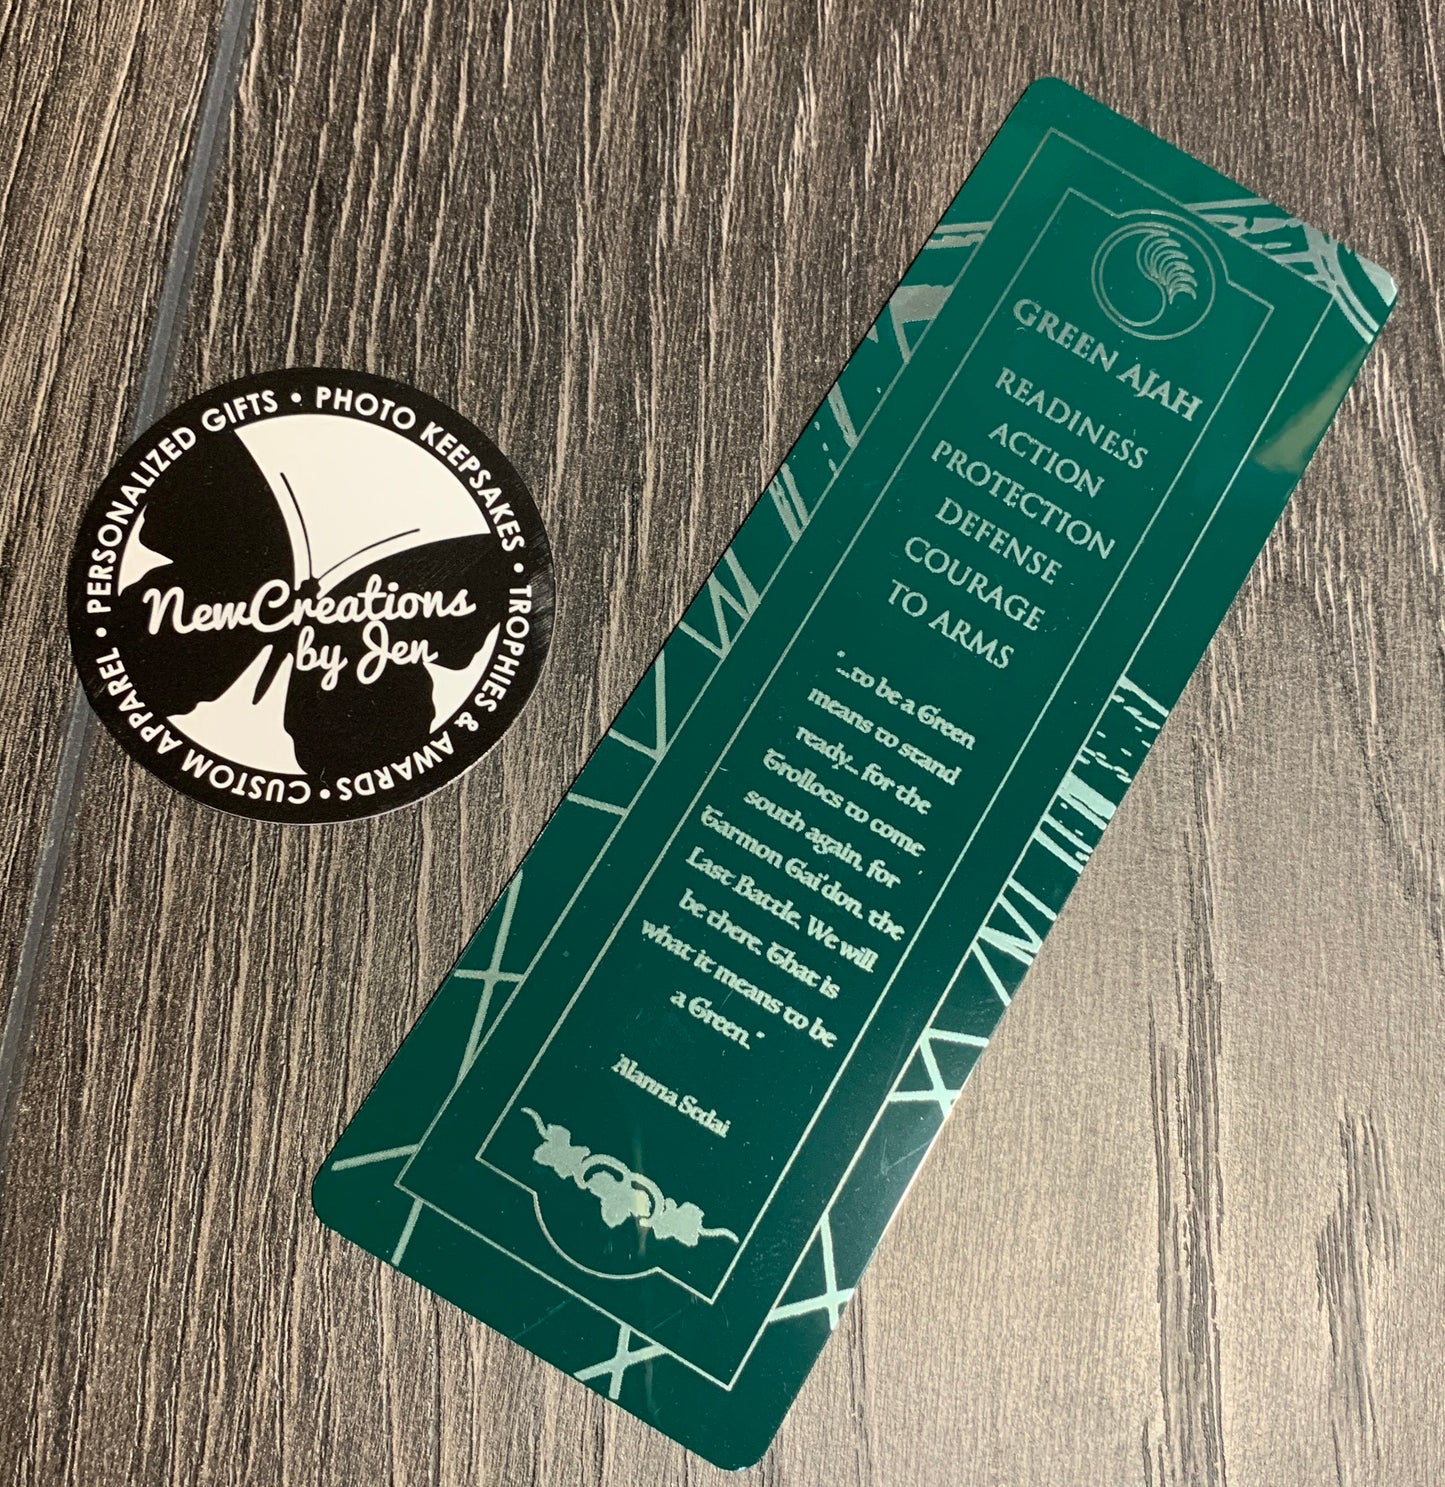 PERSONALIZED GIFTS • PHOTO KEEPSAKES • TROPHIES & AWARDS • CUSTOM APPAREL •
NewCreations
by Jen
GREEN AJAH
READINESS
ACTION
PROTECTION
DEFENSE
COURAGE
TO ARMS
"...to be a Green
means to stand
ready... for the
Trollocs to come
south again, for
Tarmon Gai'don, the
Last Battle. We will
be there. That is
what it means to be
a Green."
Alanna Sedai